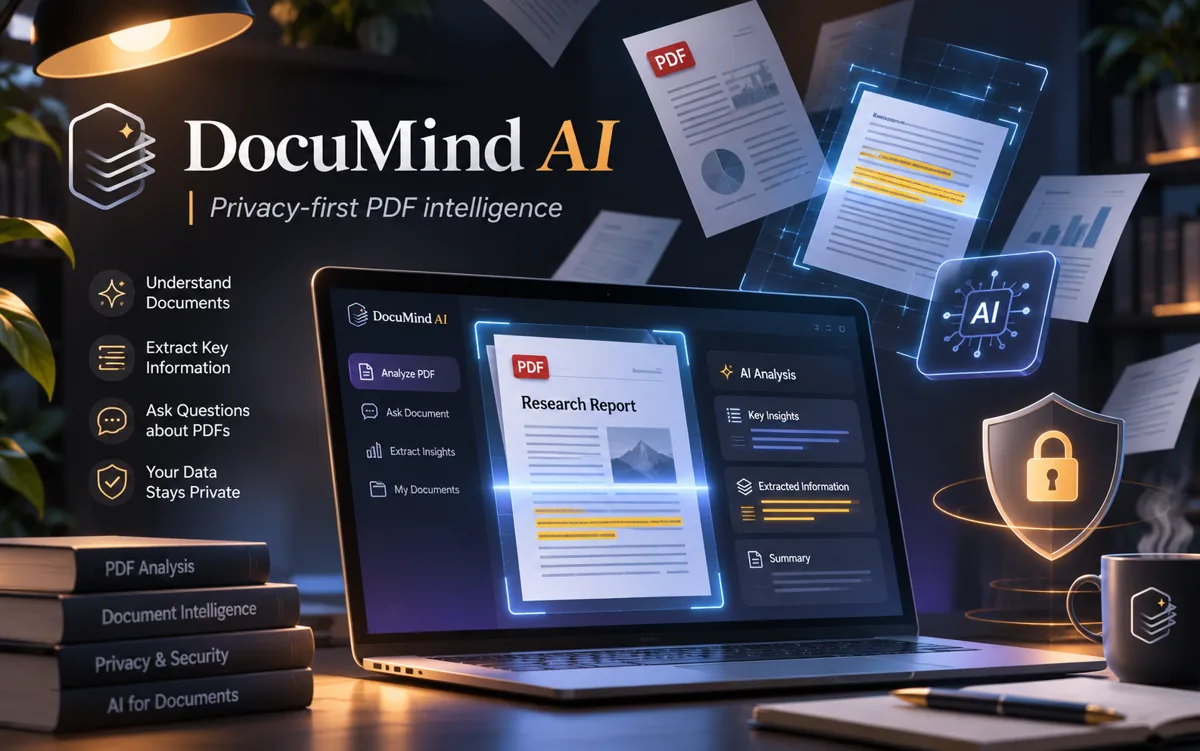 DocuMind AI
Privacy-first PDF intelligence
Understand
Documents
Extract Key
Information
Ask Questions
about PDFs
Your Data
Stays Private
PDF Analysis
Document Intelligence
Privacy & Security
AI for Documents
DocuMind AI
Analyze PDF
Ask Document
Extract Insights
My Documents
PDF
Research Report
AI Analysis
Key Insights
Extracted Information
Summary
PDF
AI